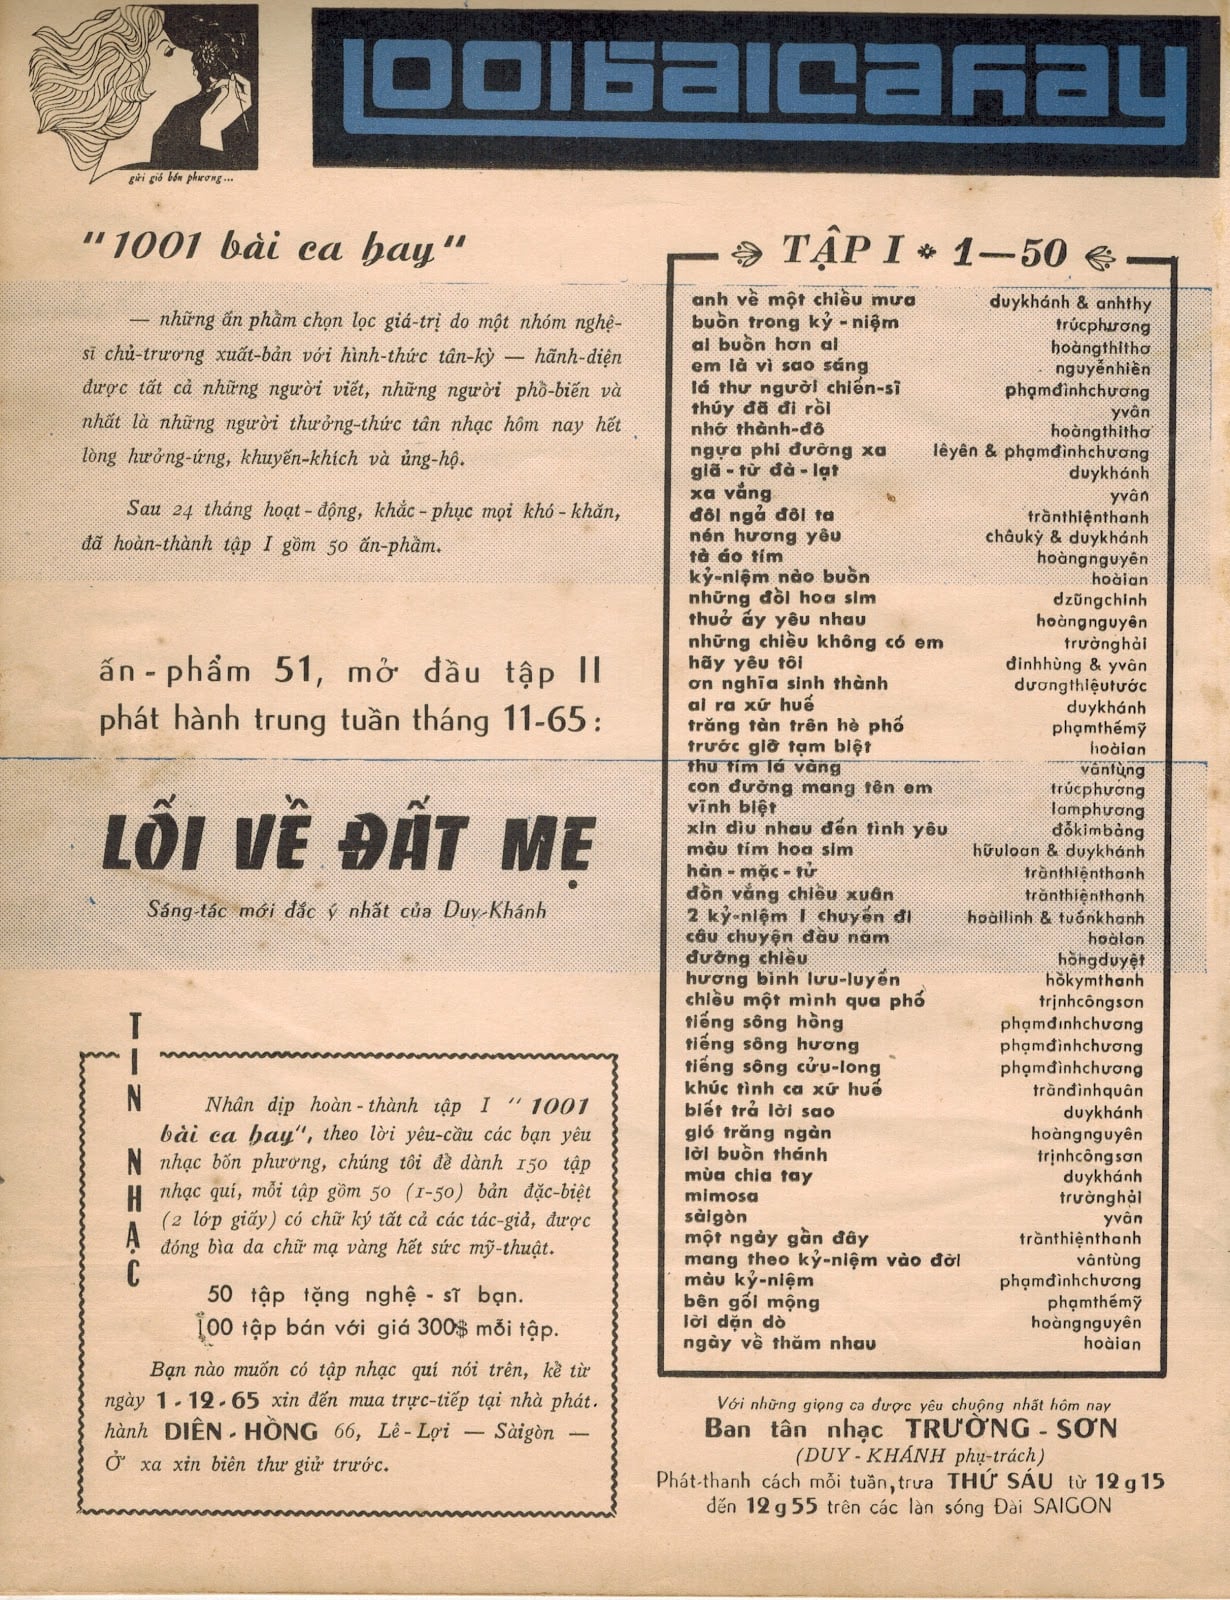 gửi gió bốn phương...
1001 bài ca hay
"1001 bài ca hay"
— những ấn phẩm chọn lọc giá-trị do một nhóm nghệ-
sĩ chủ-trương xuất-bản với hình-thức tân-kỳ — hãnh-diện
được tất cả những người viết, những người phổ-biến và
nhất là những người thưởng-thức tân nhạc hôm nay hết
lòng hưởng-ứng, khuyến-khích và ủng-hộ.
Sau 24 tháng hoạt-động, khắc-phục mọi khó-khăn,
đã hoàn-thành tập I gồm 50 ấn-phẩm.
ấn-phẩm 51, mở đầu tập II
phát hành trung tuần tháng 11-65 :
LỐI VỀ ĐẤT MẸ
Sáng-tác mới đắc ý nhất của Duy-Khánh
TIN NHẠC
Nhân dịp hoàn-thành tập I "1001
bài ca hay", theo lời yêu-cầu các bạn yêu
nhạc bốn phương, chúng tôi để dành 150 tập
nhạc quí, mỗi tập gồm 50 (1-50) bản đặc-biệt
(2 lớp giấy) có chữ ký tất cả các tác-giả, được
đóng bìa da chữ mạ vàng hết sức mỹ-thuật.
50 tập tặng nghệ-sĩ bạn.
100 tập bán với giá 300$ mỗi tập.
Bạn nào muốn có tập nhạc quí nói trên, kể từ
ngày 1-12-65 xin đến mua trực-tiếp tại nhà phát-
hành DIÊN-HỒNG 66, Lê-Lợi — Sàigòn —
Ở xa xin biên thư giữ trước.
TẬP I * 1—50
anh về một chiều mưa duykhánh & anhthy
buồn trong kỷ-niệm trúcphương
ai buồn hơn ai hoàngthithơ
em là vì sao sáng nguyễnhiền
lá thư người chiến-sĩ phạmđìnhchương
thúy đã đi rồi yvân
nhớ thành-đô hoàngthithơ
ngựa phi đường xa lêyên & phạmđìnhchương
giã-từ đà-lạt duykhánh
xa vắng yvân
đôi ngả đôi ta trầnthiệnthanh
nén hương yêu châukỳ & duykhánh
tà áo tím hoàngnguyên
kỷ-niệm nào buồn hoàian
những đồi hoa sim dzũngchinh
thuở ấy yêu nhau hoàngnguyên
những chiều không có em trườnghải
hãy yêu tôi đinhhùng & yvân
ơn nghĩa sinh thành dươngthiệutước
ai ra xứ huế duykhánh
trăng tàn trên hè phố phạmthếmỹ
trước giờ tạm biệt hoàian
thu tím lá vàng vântùng
con đường mang tên em trúcphương
vĩnh biệt lamphương
xin dìu nhau đến tình yêu đỗkimbảng
màu tím hoa sim hữuloan & duykhánh
hàn-mặc-tử trầnthiệnthanh
đồn vắng chiều xuân trầnthiệnthanh
2 kỷ-niệm 1 chuyến đi hoàilinh & tuấnkhanh
câu chuyện đầu năm hoàian
đường chiều hồngduyệt
hương bình lưu-luyến hồkymthanh
chiều một mình qua phố trịnhcôngsơn
tiếng sông hồng phạmđìnhchương
tiếng sông hương phạmđìnhchương
tiếng sông cửu-long phạmđìnhchương
khúc tình ca xứ huế trầnđìnhquân
biết trả lời sao duykhánh
gió trăng ngàn hoàngnguyên
lời buồn thánh trịnhcôngsơn
mùa chia tay duykhánh
mimosa trườnghải
sàigòn yvân
một ngày gần đây trầnthiệnthanh
mang theo kỷ-niệm vào đời vântùng
màu kỷ-niệm phạmđìnhchương
bên gối mộng phạmthếmỹ
lời dặn dò hoàngnguyên
ngày về thăm nhau hoàian
Với những giọng ca được yêu chuộng nhất hôm nay
Ban tân nhạc TRƯỜNG-SƠN
(DUY-KHÁNH phụ-trách)
Phát-thanh cách mỗi tuần, trưa THỨ SÁU từ 12g15
đến 12g55 trên các làn sóng Đài SAIGON